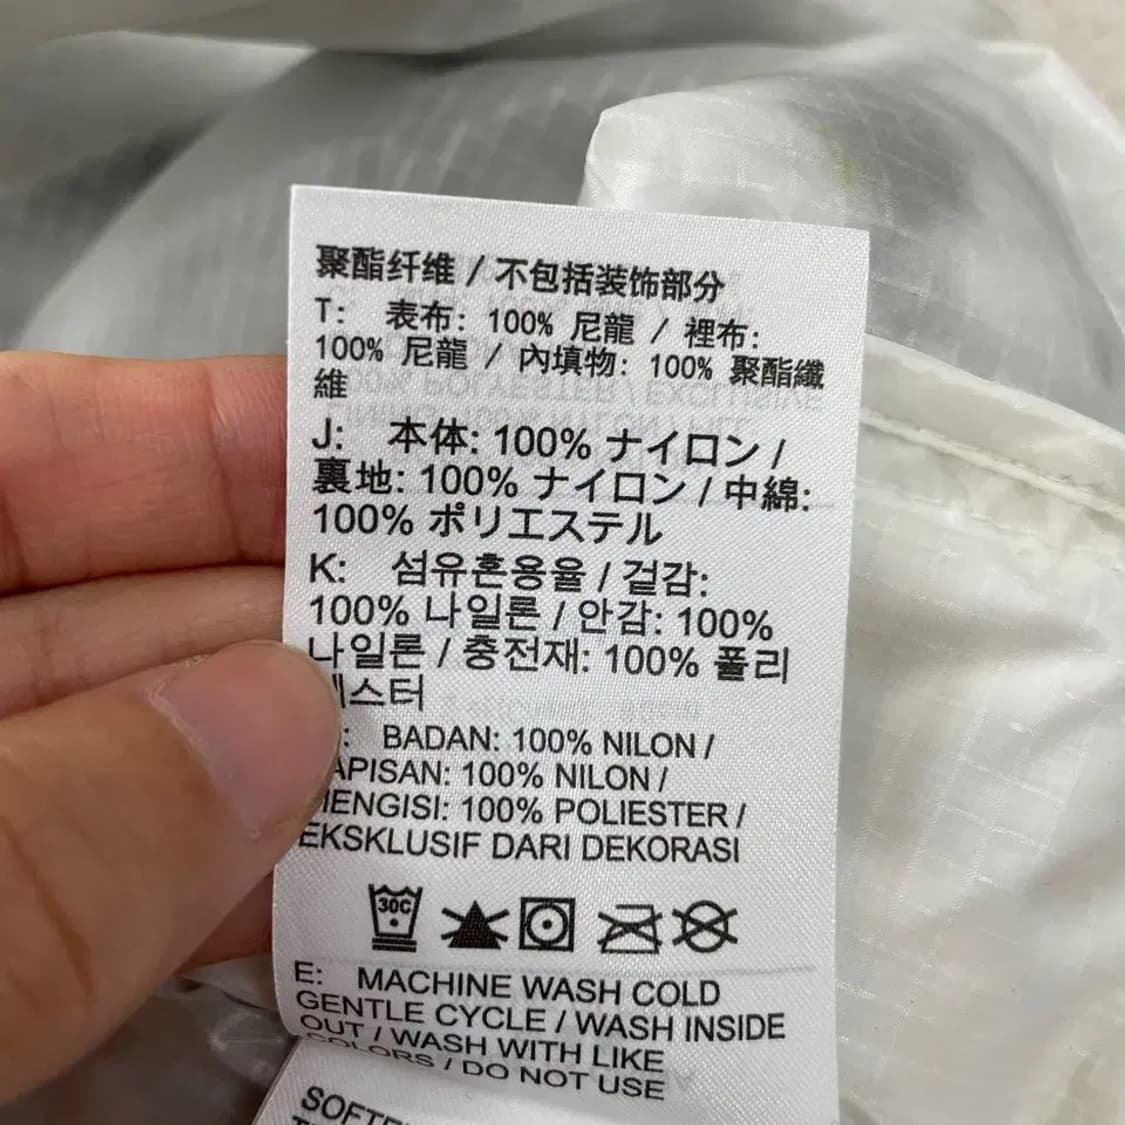 聚酯纤维 / 不包括装饰部分
T: 表布: 100% 尼龍 / 裡布:
100% 尼龍 / 內填物: 100% 聚酯纖
維
J: 本体: 100% ナイロン /
裏地: 100% ナイロン / 中綿:
100% ポリエステル
K: 섬유혼용율 / 겉감:
100% 나일론 / 안감: 100%
나일론 / 충전재: 100% 폴리
에스터
: BADAN: 100% NILON /
APISAN: 100% NILON /
ENGISI: 100% POLIESTER /
EKSKLUSIF DARI DEKORASI
30C
E: MACHINE WASH COLD
GENTLE CYCLE / WASH INSIDE
OUT / WASH WITH LIKE
COLORS / DO NOT USE